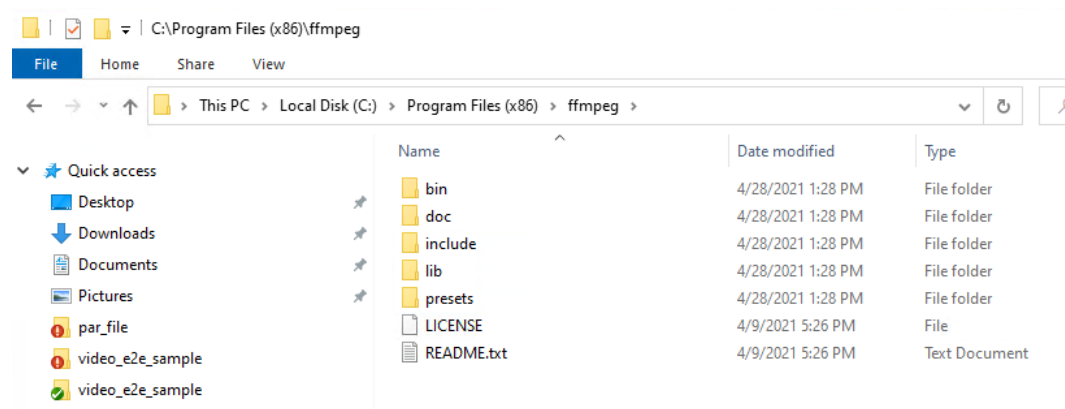 C:\Program Files (x86)\ffmpeg
File Home Share View
This PC > Local Disk (C:) > Program Files (x86) > ffmpeg >
Name Date modified Type
Quick access
Desktop
Downloads
Documents
Pictures
par_file
video_e2e_sample
video_e2e_sample
bin 4/28/2021 1:28 PM File folder
doc 4/28/2021 1:28 PM File folder
include 4/28/2021 1:28 PM File folder
lib 4/28/2021 1:28 PM File folder
presets 4/28/2021 1:28 PM File folder
LICENSE 4/9/2021 5:26 PM File
README.txt 4/9/2021 5:26 PM Text Document